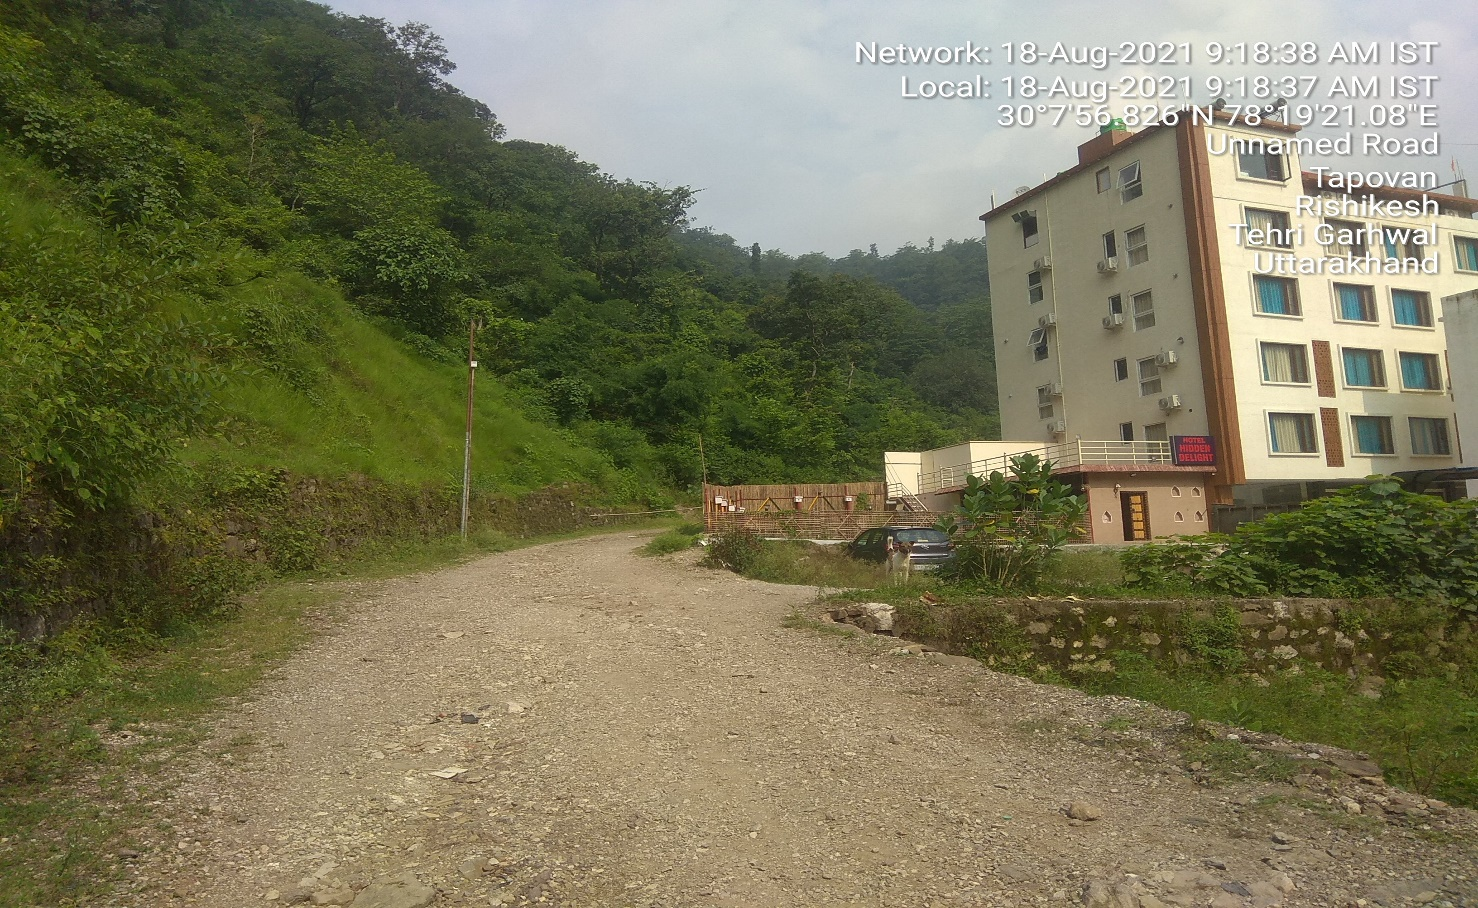 Network: 18-Aug-2021 9:18:38 AM IST
Local: 18-Aug-2021 9:18:37 AM IST
30°7'56.826"N 78°19'21.08"E
Unnamed Road
Tapovan
Rishikesh
Tehri Garhwal
Uttarakhand
HOTEL
HIDDEN
DELIGHT